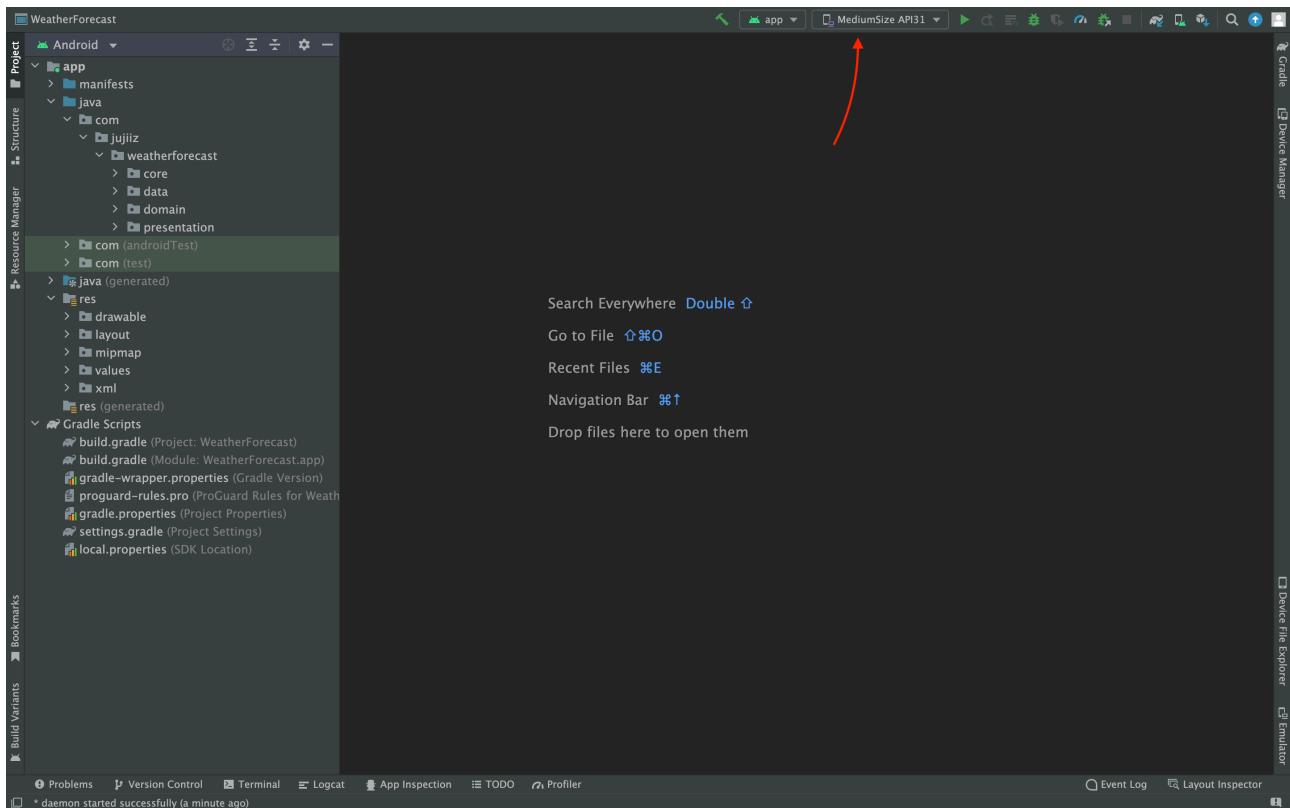 WeatherForecast
app
MediumSize API31
Android
Project
Structure
Resource Manager
Bookmarks
Build Variants
app
manifests
java
com
jujiiz
weatherforecast
core
data
domain
presentation
com (androidTest)
com (test)
java (generated)
res
drawable
layout
mipmap
values
xml
res (generated)
Gradle Scripts
build.gradle (Project: WeatherForecast)
build.gradle (Module: WeatherForecast.app)
gradle-wrapper.properties (Gradle Version)
proguard-rules.pro (ProGuard Rules for Weath
gradle.properties (Project Properties)
settings.gradle (Project Settings)
local.properties (SDK Location)
Search Everywhere Double ⇧
Go to File ⇧⌘O
Recent Files ⌘E
Navigation Bar ⌘↑
Drop files here to open them
Gradle
Device Manager
Device File Explorer
Emulator
Problems Version Control Terminal Logcat App Inspection TODO Profiler Event Log Layout Inspector
* daemon started successfully (a minute ago)